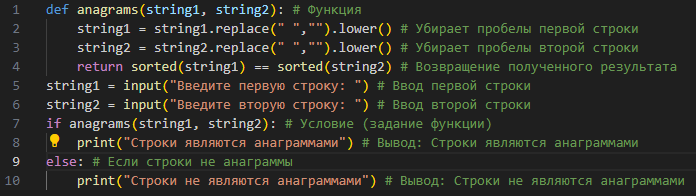 1 def anagrams(string1, string2): # Функция
2     string1 = string1.replace(" ","").lower() # Убирает пробелы первой строки
3     string2 = string2.replace(" ","").lower() # Убирает пробелы второй строки
4     return sorted(string1) == sorted(string2) # Возвращение полученного результата
5 string1 = input("Введите первую строку: ") # Ввод первой строки
6 string2 = input("Введите вторую строку: ") # Ввод второй строки
7 if anagrams(string1, string2): # Условие (задание функции)
8     print("Строки являются анаграммами") # Вывод: Строки являются анаграммами
9 else: # Если строки не анаграммы
10     print("Строки не являются анаграммами") # Вывод: Строки не являются анаграммами